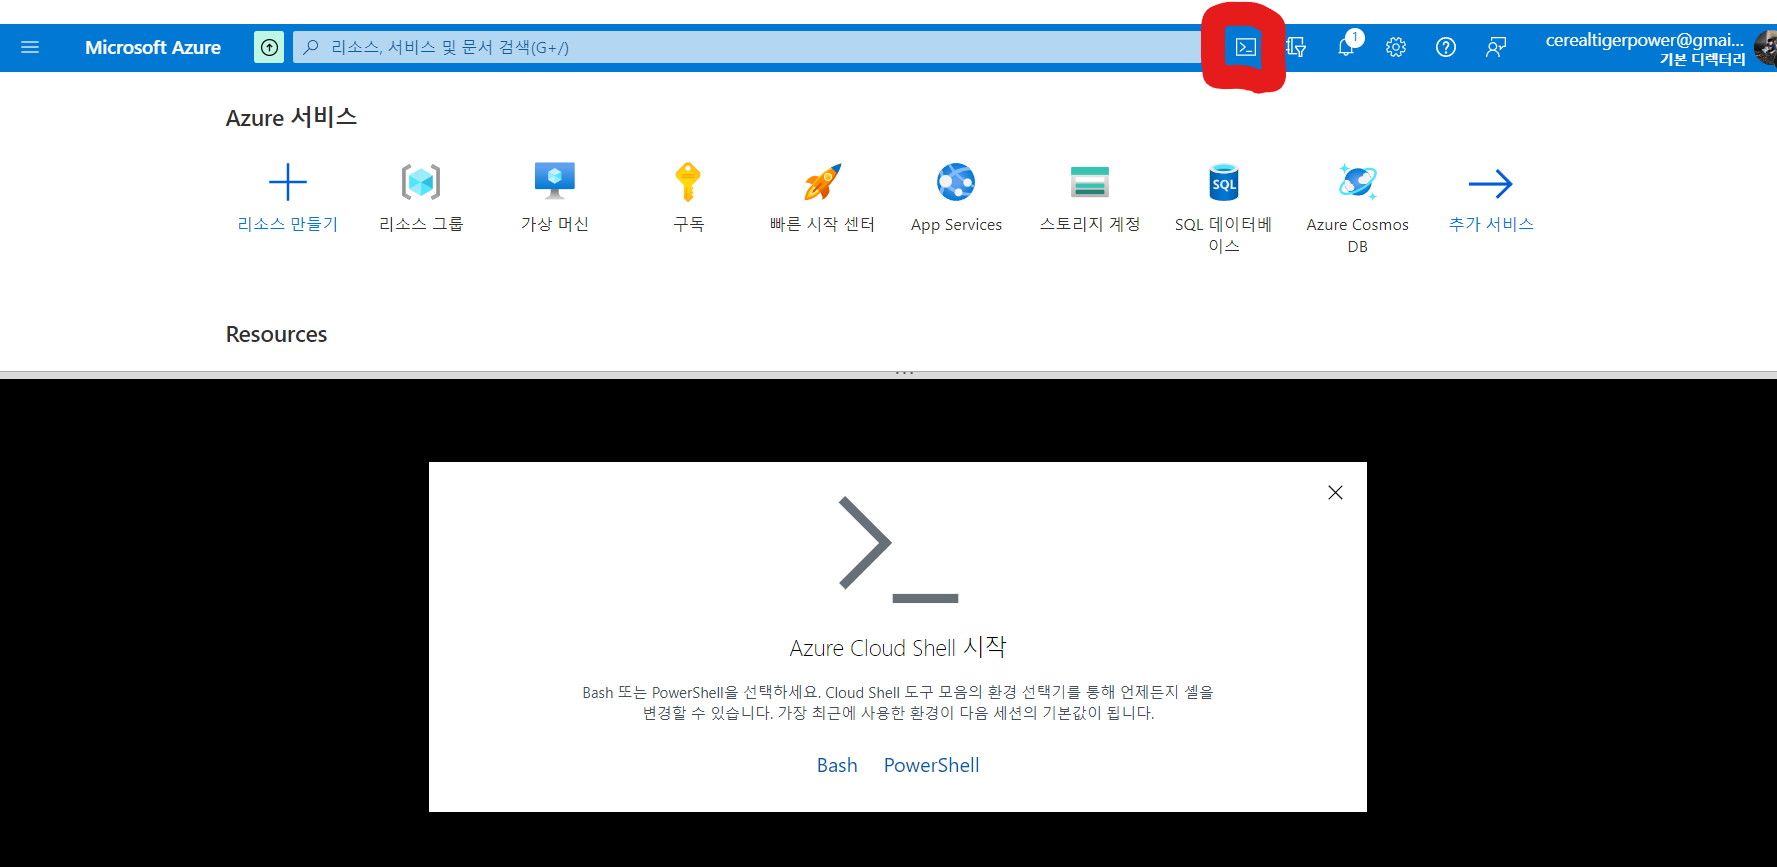 Microsoft Azure
리소스, 서비스 및 문서 검색(G+/)
1
cerealtigerpower@gmai...
기본 디렉터리
Azure 서비스
리소스 만들기
리소스 그룹
가상 머신
구독
빠른 시작 센터
App Services
스토리지 계정
SQL
SQL 데이터베
이스
Azure Cosmos
DB
추가 서비스
Resources
Azure Cloud Shell 시작
Bash 또는 PowerShell을 선택하세요. Cloud Shell 도구 모음의 환경 선택기를 통해 언제든지 셸을
변경할 수 있습니다. 가장 최근에 사용한 환경이 다음 세션의 기본값이 됩니다.
Bash PowerShell